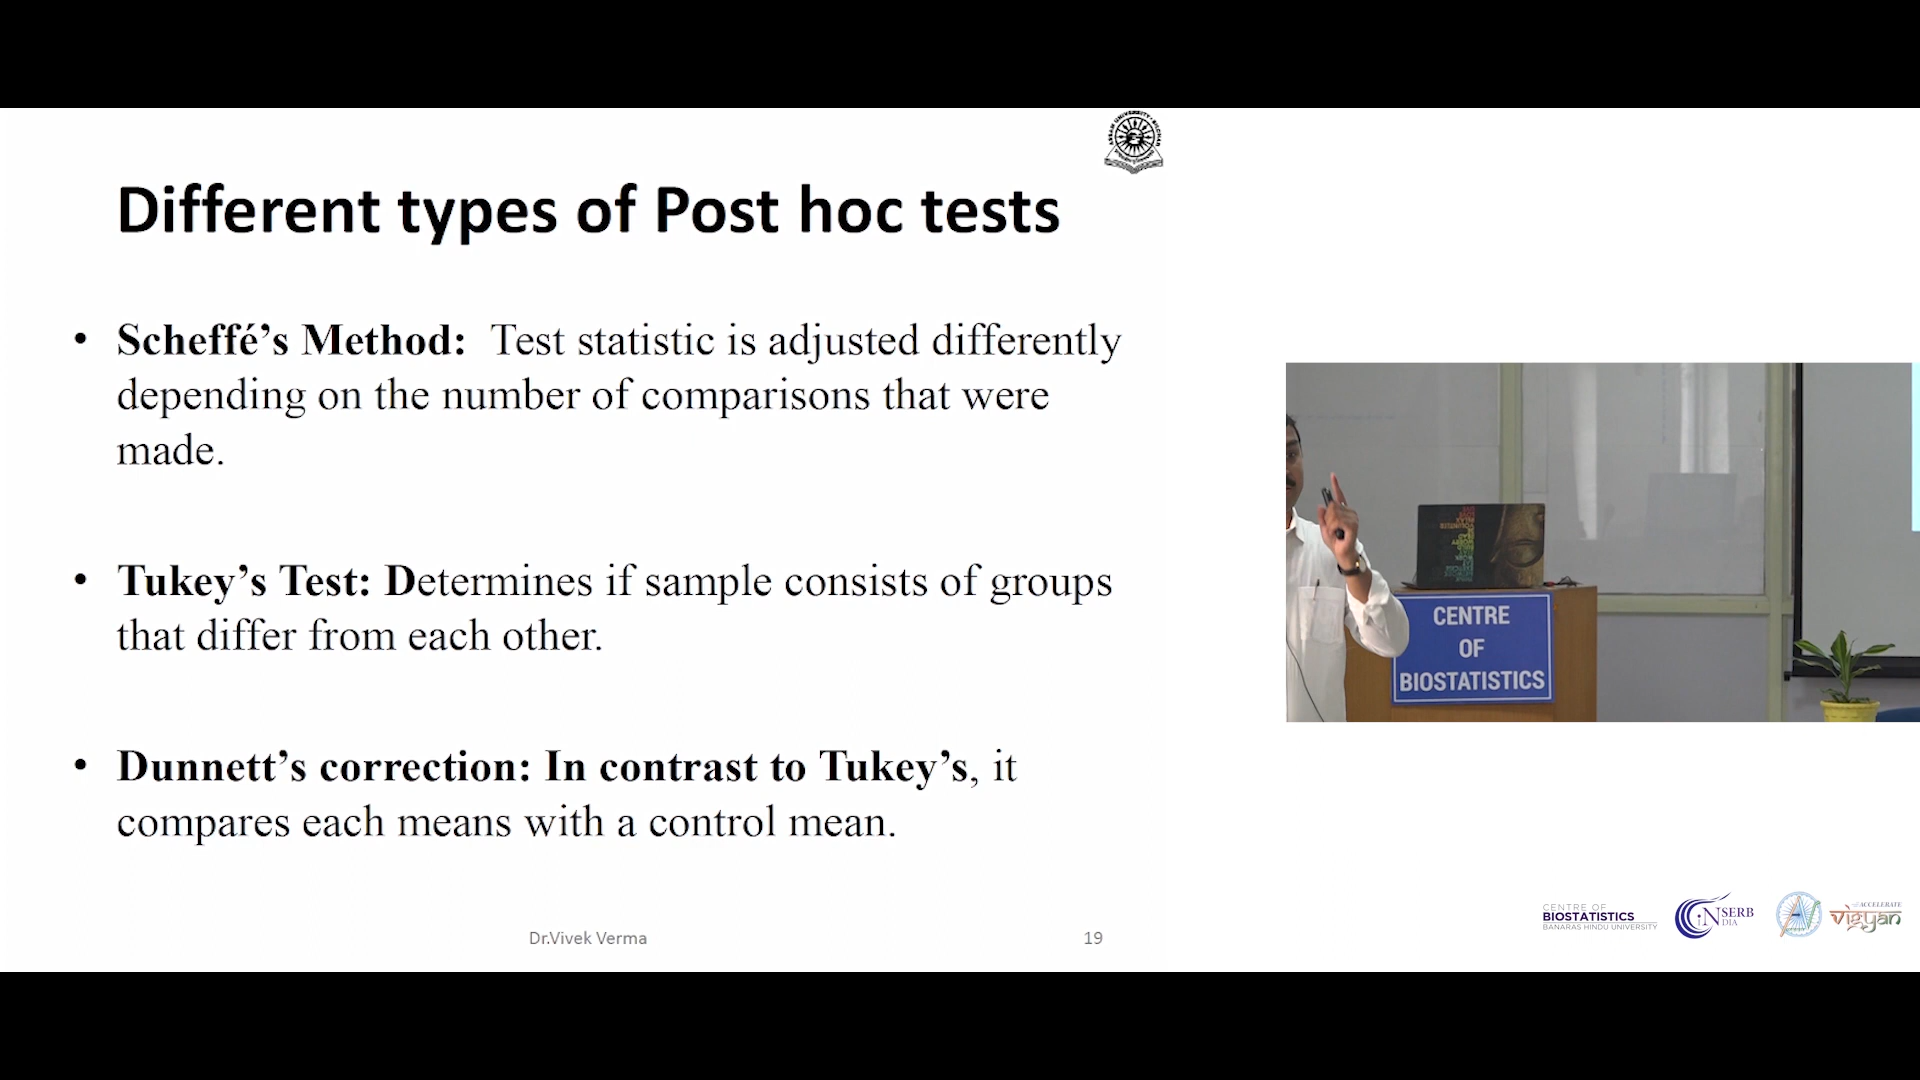 Different types of Post hoc tests
• Scheffé’s Method: Test statistic is adjusted differently
depending on the number of comparisons that were
made.
• Tukey’s Test: Determines if sample consists of groups
that differ from each other.
• Dunnett’s correction: In contrast to Tukey’s, it
compares each means with a control mean.
Dr.Vivek Verma
19
CENTRE
OF
BIOSTATISTICS
CENTRE OF
BIOSTATISTICS
BANARAS HINDU UNIVERSITY
SERB
INDIA
ACCELERATE
विज्ञान